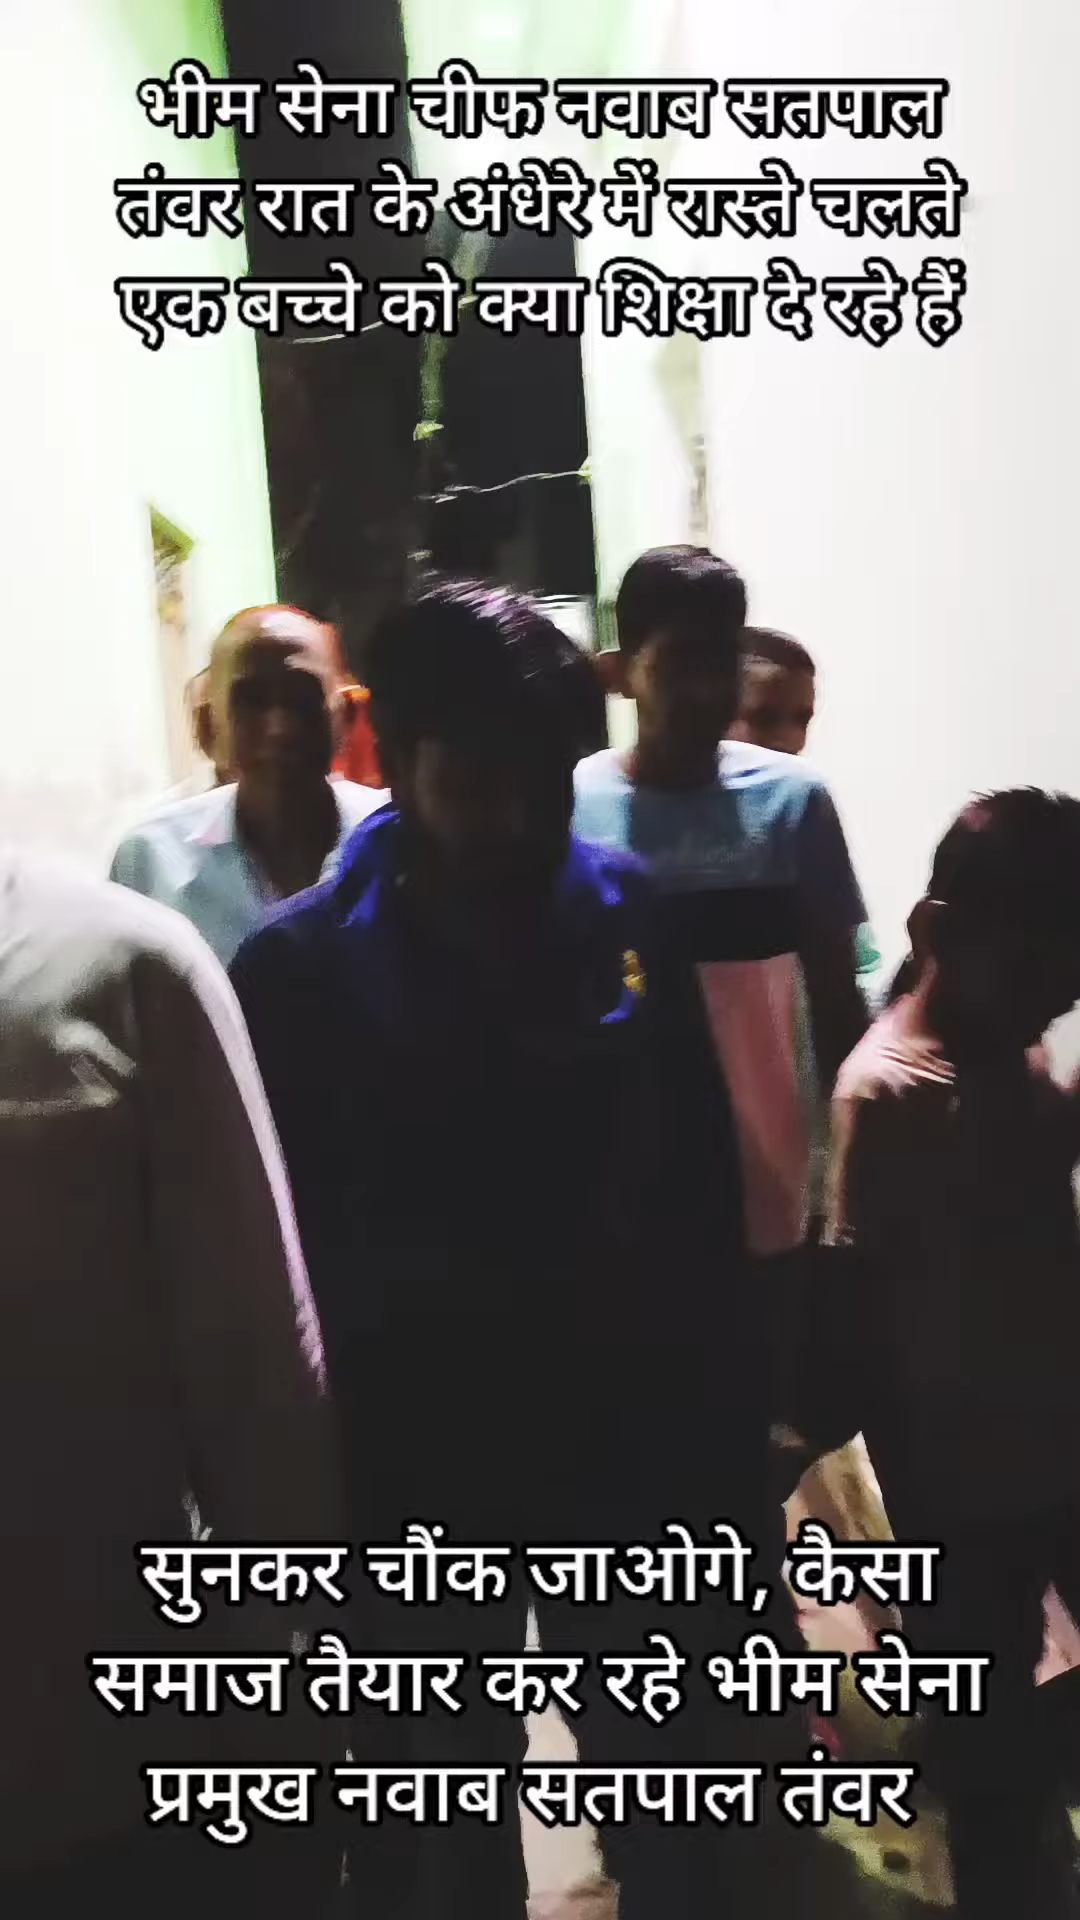 भीम सेना चीफ नवाब सतपाल
तंवर रात के अंधेरे में रास्ते चलते
एक बच्चे को क्या शिक्षा दे रहे हैं
सुनकर चौंक जाओगे, कैसा
समाज तैयार कर रहे भीम सेना
प्रमुख नवाब सतपाल तंवर